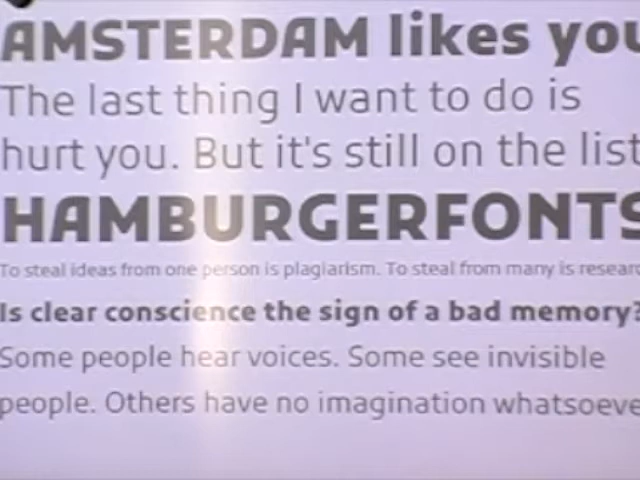 AMSTERDAM likes you
The last thing I want to do is
hurt you. But it's still on the list
HAMBURGERFONTS
To steal ideas from one person is plagiarism. To steal from many is researc
Is clear conscience the sign of a bad memory?
Some people hear voices. Some see invisible
people. Others have no imagination whatsoeve